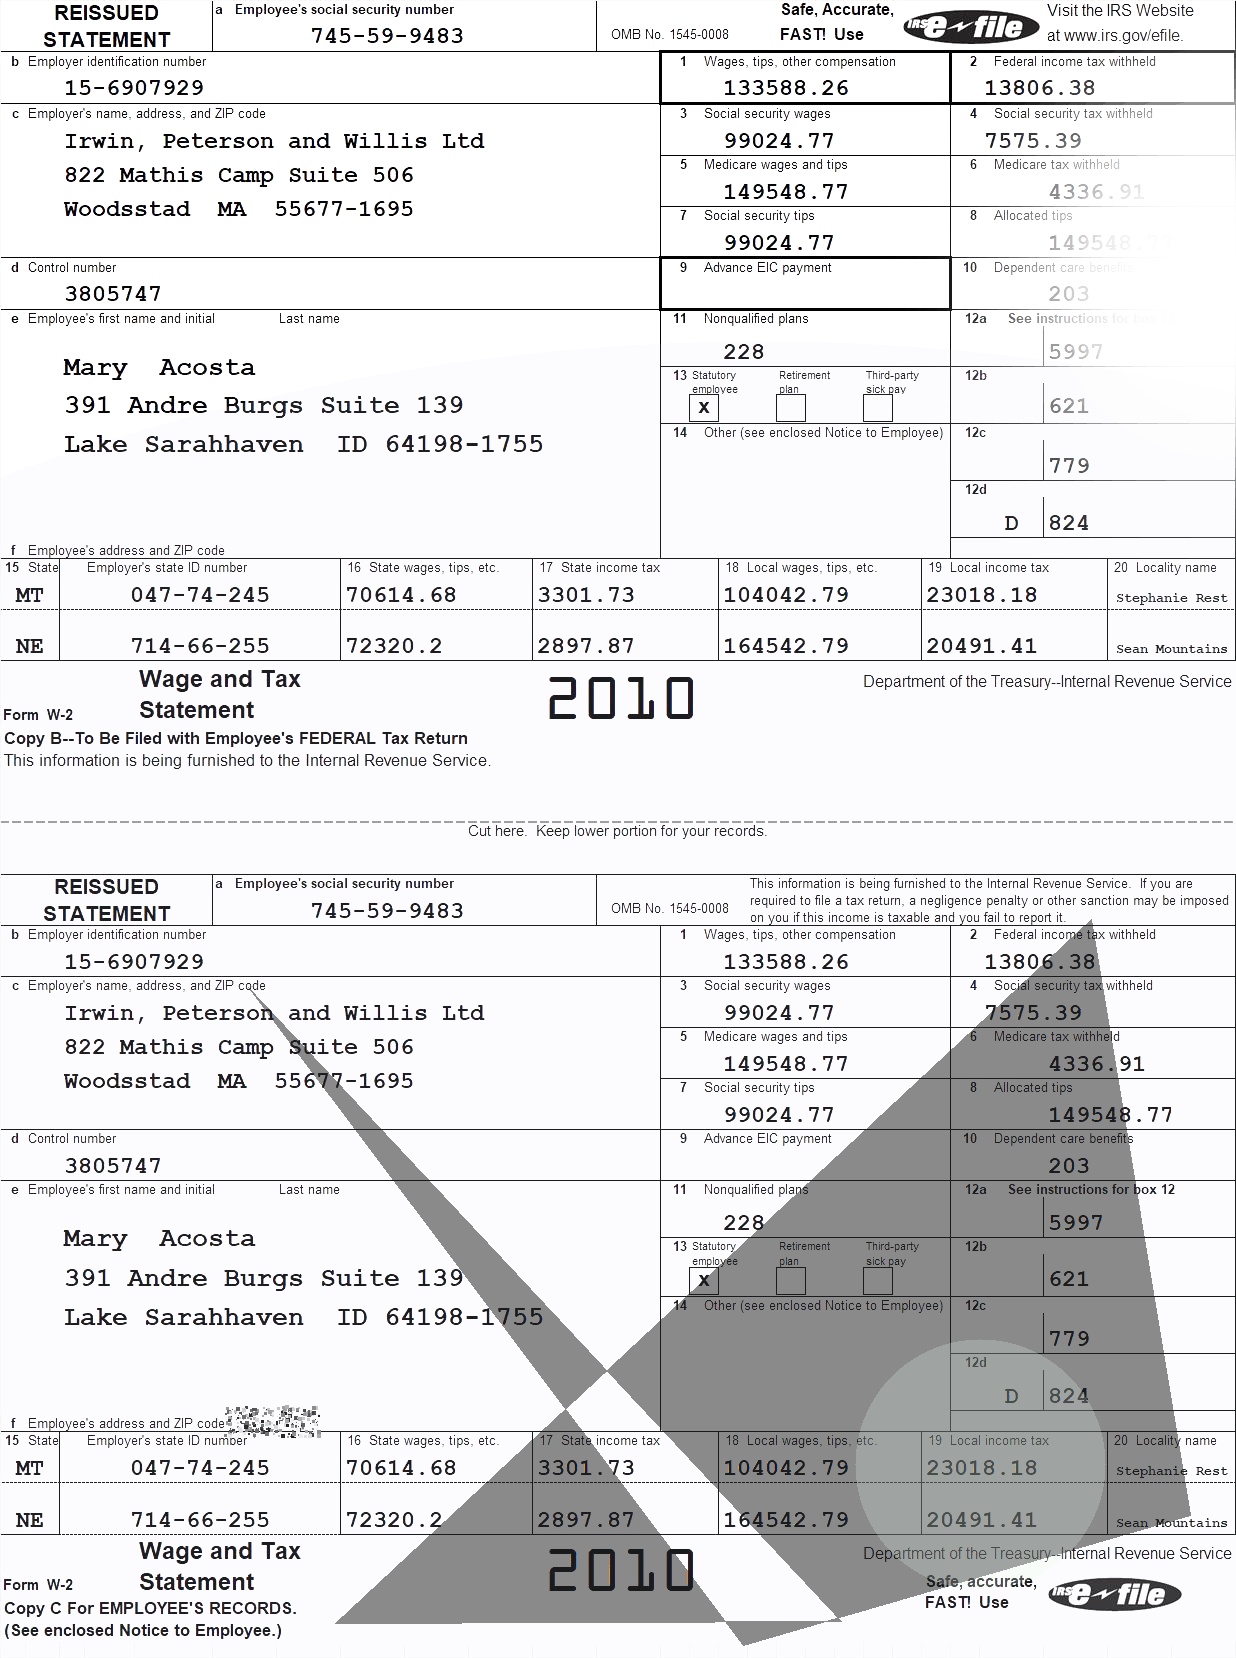 REISSUED STATEMENT
a Employee's social security number
745-59-9483
OMB No. 1545-0008
Safe, Accurate, FAST! Use
IRS e-file
Visit the IRS Website at www.irs.gov/efile.
b Employer identification number
15-6907929
1 Wages, tips, other compensation
133588.26
2 Federal income tax withheld
13806.38
c Employer's name, address, and ZIP code
Irwin, Peterson and Willis Ltd
822 Mathis Camp Suite 506
Woodsstad MA 55677-1695
3 Social security wages
99024.77
4 Social security tax withheld
7575.39
5 Medicare wages and tips
149548.77
6 Medicare tax withheld
4336.91
7 Social security tips
99024.77
8 Allocated tips
149548.77
d Control number
3805747
9 Advance EIC payment
10 Dependent care benefits
203
e Employee's first name and initial Last name
Mary Acosta
391 Andre Burgs Suite 139
Lake Sarahhaven ID 64198-1755
11 Nonqualified plans
228
12a See instructions for box 12
5997
13 Statutory employee Retirement plan Third-party sick pay
X
12b
621
14 Other (see enclosed Notice to Employee)
12c
779
12d
D 824
f Employee's address and ZIP code
15 State Employer's state ID number 16 State wages, tips, etc. 17 State income tax 18 Local wages, tips, etc. 19 Local income tax 20 Locality name
MT 047-74-245 70614.68 3301.73 104042.79 23018.18 Stephanie Rest
NE 714-66-255 72320.2 2897.87 164542.79 20491.41 Sean Mountains
Form W-2 Wage and Tax Statement
2010
Department of the Treasury--Internal Revenue Service
Copy B--To Be Filed with Employee's FEDERAL Tax Return
This information is being furnished to the Internal Revenue Service.
Cut here. Keep lower portion for your records.
REISSUED STATEMENT
a Employee's social security number
745-59-9483
OMB No. 1545-0008
This information is being furnished to the Internal Revenue Service. If you are
required to file a tax return, a negligence penalty or other sanction may be imposed
on you if this income is taxable and you fail to report it.
b Employer identification number
15-6907929
1 Wages, tips, other compensation
133588.26
2 Federal income tax withheld
13806.38
c Employer's name, address, and ZIP code
Irwin, Peterson and Willis Ltd
822 Mathis Camp Suite 506
Woodsstad MA 55677-1695
3 Social security wages
99024.77
4 Social security tax withheld
7575.39
5 Medicare wages and tips
149548.77
6 Medicare tax withheld
4336.91
7 Social security tips
99024.77
8 Allocated tips
149548.77
d Control number
3805747
9 Advance EIC payment
10 Dependent care benefits
203
e Employee's first name and initial Last name
Mary Acosta
391 Andre Burgs Suite 139
Lake Sarahhaven ID 64198-1755
11 Nonqualified plans
228
12a See instructions for box 12
5997
13 Statutory employee Retirement plan Third-party sick pay
X
12b
621
14 Other (see enclosed Notice to Employee)
12c
779
12d
D 824
f Employee's address and ZIP code
15 State Employer's state ID number 16 State wages, tips, etc. 17 State income tax 18 Local wages, tips, etc. 19 Local income tax 20 Locality name
MT 047-74-245 70614.68 3301.73 104042.79 23018.18 Stephanie Rest
NE 714-66-255 72320.2 2897.87 164542.79 20491.41 Sean Mountains
Form W-2 Wage and Tax Statement
2010
Department of the Treasury--Internal Revenue Service
Safe, accurate, FAST! Use
IRS e-file
Copy C For EMPLOYEE'S RECORDS.
(See enclosed Notice to Employee.)